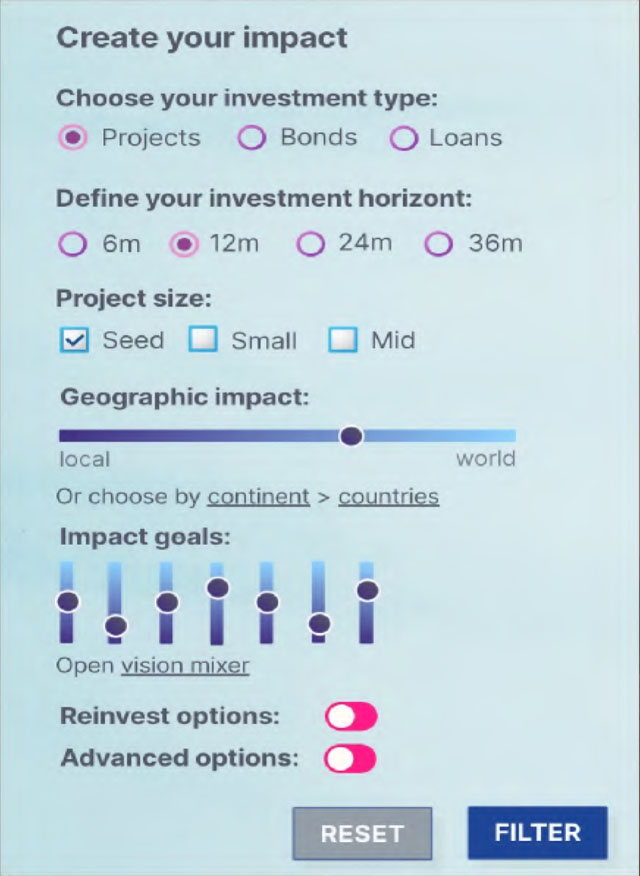 Create your impact
Choose your investment type:
Projects Bonds Loans
Define your investment horizont:
6m 12m 24m 36m
Project size:
Seed Small Mid
Geographic impact:
local world
Or choose by continent > countries
Impact goals:
Open vision mixer
Reinvest options:
Advanced options:
RESET FILTER